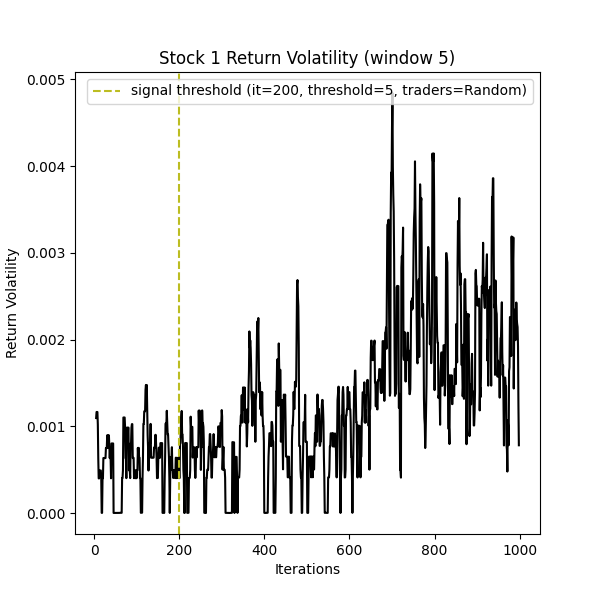 Stock 1 Return Volatility (window 5)
signal threshold (it=200, threshold=5, traders=Random)
0.005
0.004
0.003
0.002
0.001
0.000
Return Volatility
0 200 400 600 800 1000
Iterations